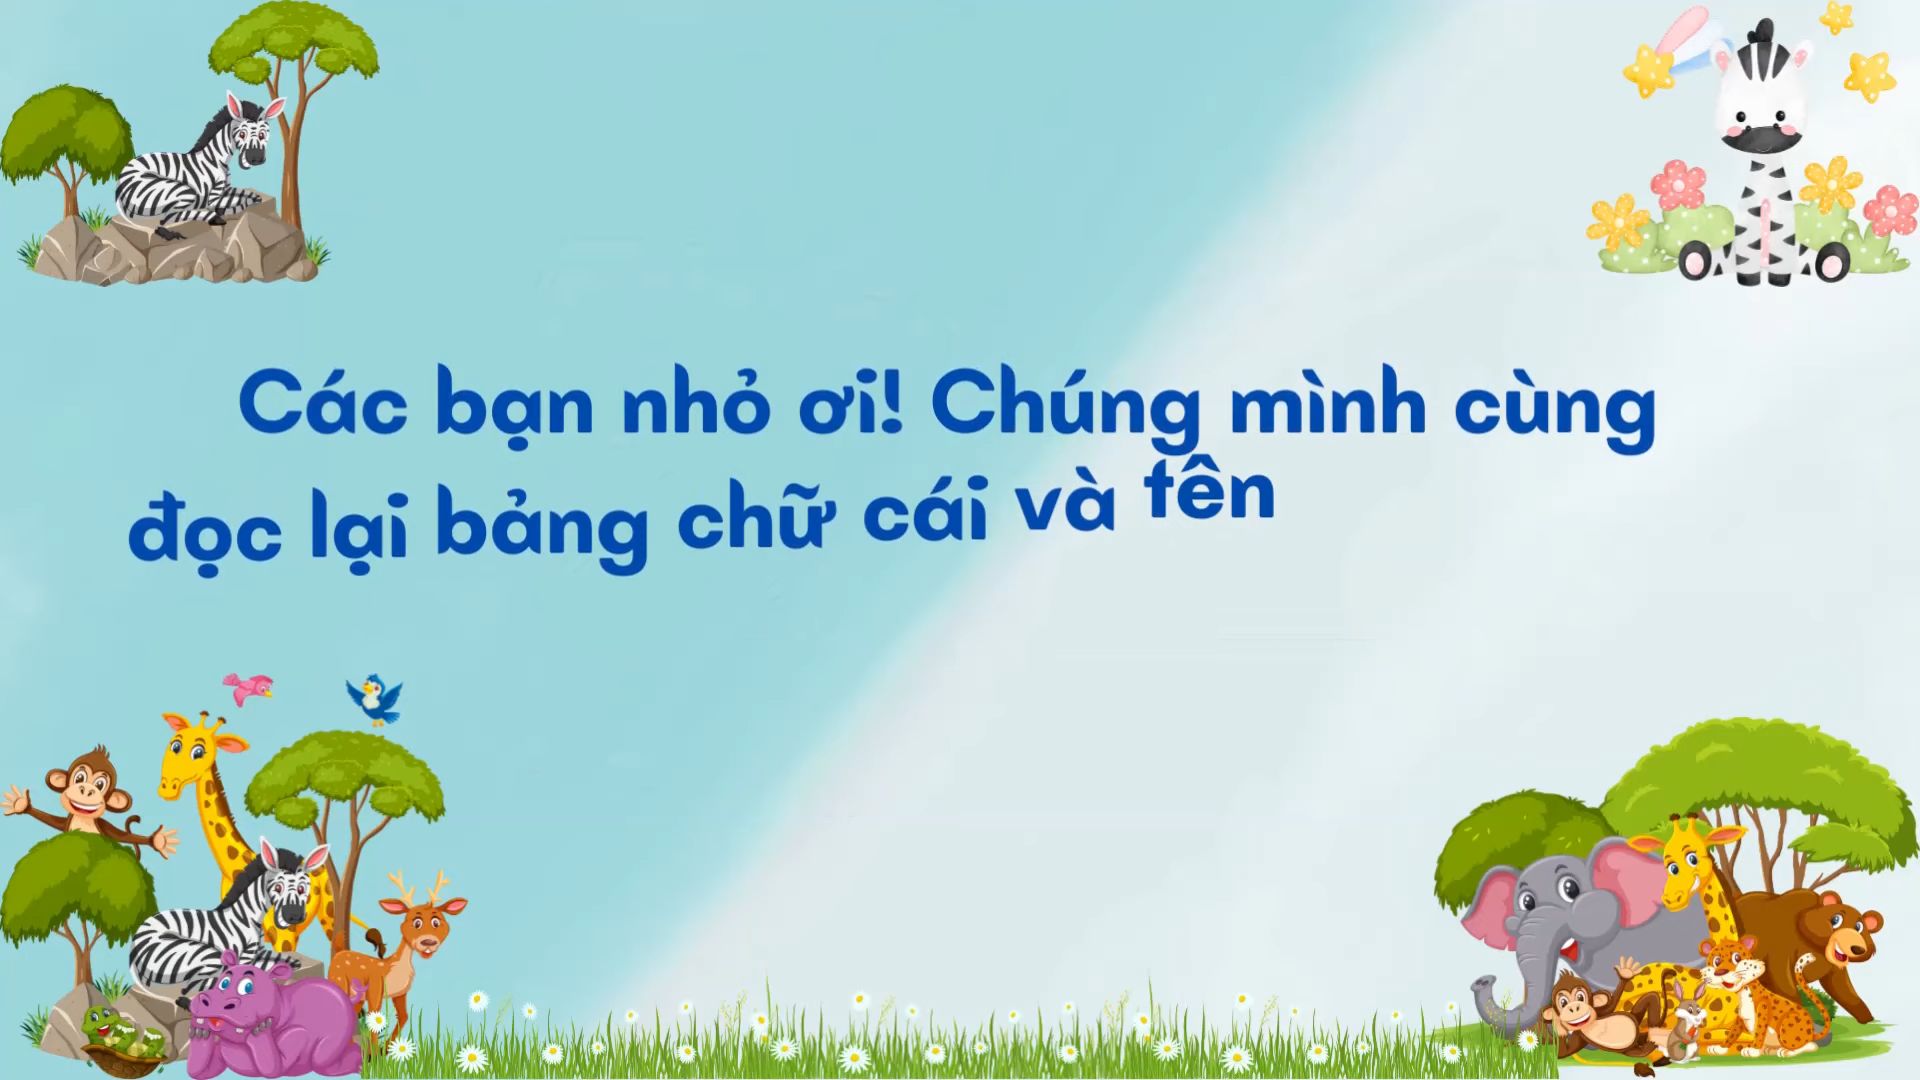 Các bạn nhỏ ơi! Chúng mình cùng
đọc lại bảng chữ cái và tên